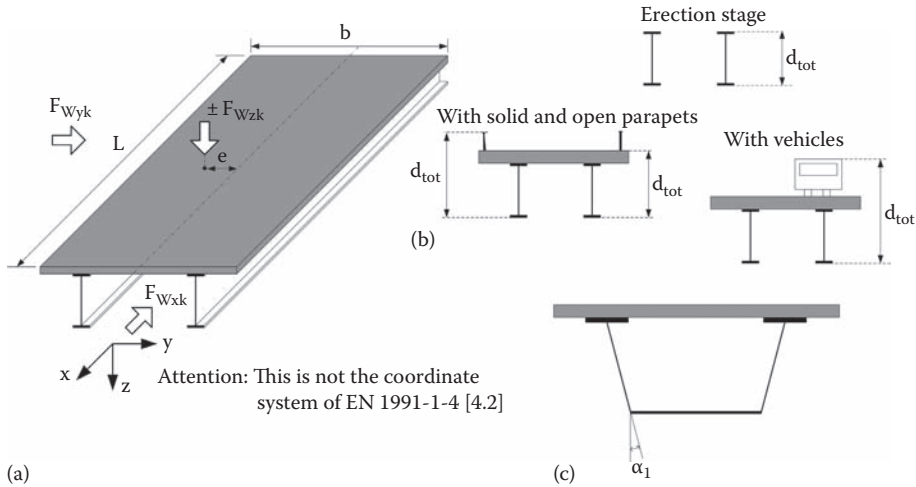 b
L
F_Wyk
± F_Wzk
e
F_Wxk
x
y
z
Attention: This is not the coordinate
system of EN 1991-1-4 [4.2]
(a)
Erection stage
d_tot
With solid and open parapets
d_tot
d_tot
(b)
With vehicles
d_tot
α₁
(c)